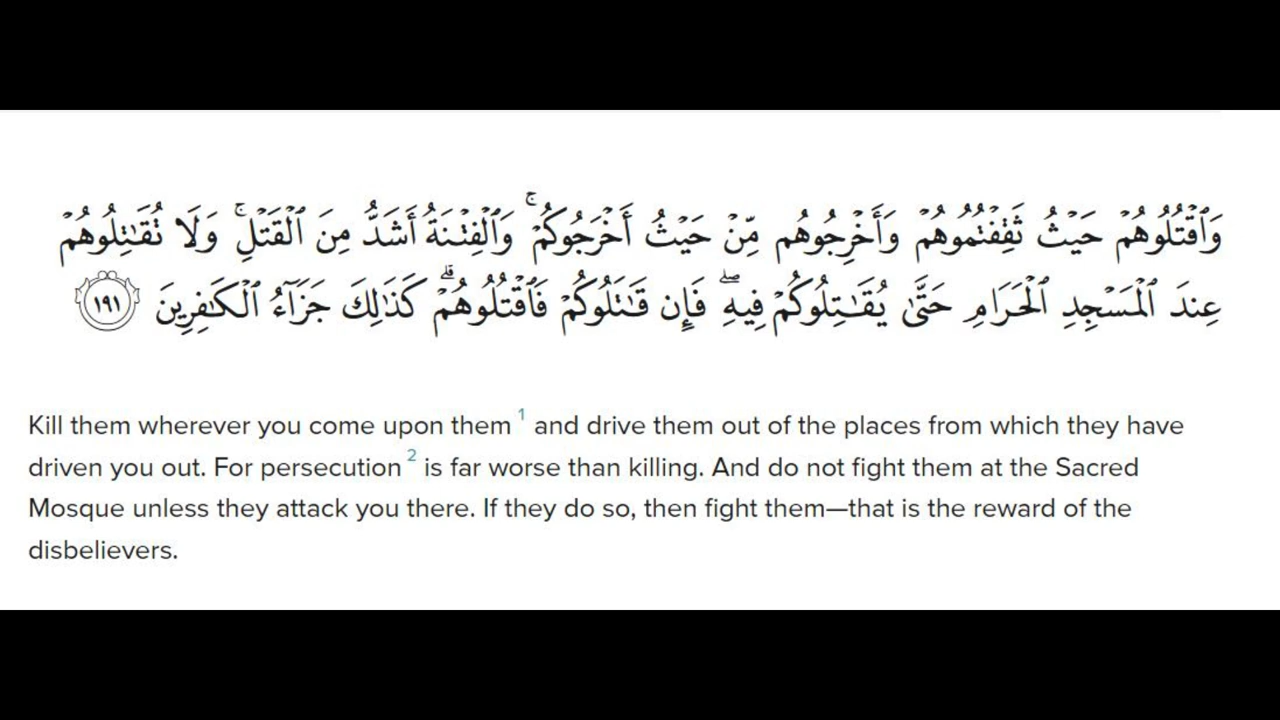 وَٱقْتُلُوهُمْ حَيْثُ ثَقِفْتُمُوهُمْ وَأَخْرِجُوهُم مِّنْ حَيْثُ أَخْرَجُوكُمْ ۚ وَٱلْفِتْنَةُ أَشَدُّ مِنَ ٱلْقَتْلِ ۚ وَلَا تُقَـٰتِلُوهُمْ
عِندَ ٱلْمَسْجِدِ ٱلْحَرَامِ حَتَّىٰ يُقَـٰتِلُوكُمْ فِيهِ ۖ فَإِن قَـٰتَلُوكُمْ فَٱقْتُلُوهُمْ ۗ كَذَٰلِكَ جَزَآءُ ٱلْكَـٰفِرِينَ ١٩١
Kill them wherever you come upon them 1 and drive them out of the places from which they have
driven you out. For persecution 2 is far worse than killing. And do not fight them at the Sacred
Mosque unless they attack you there. If they do so, then fight them—that is the reward of the
disbelievers.